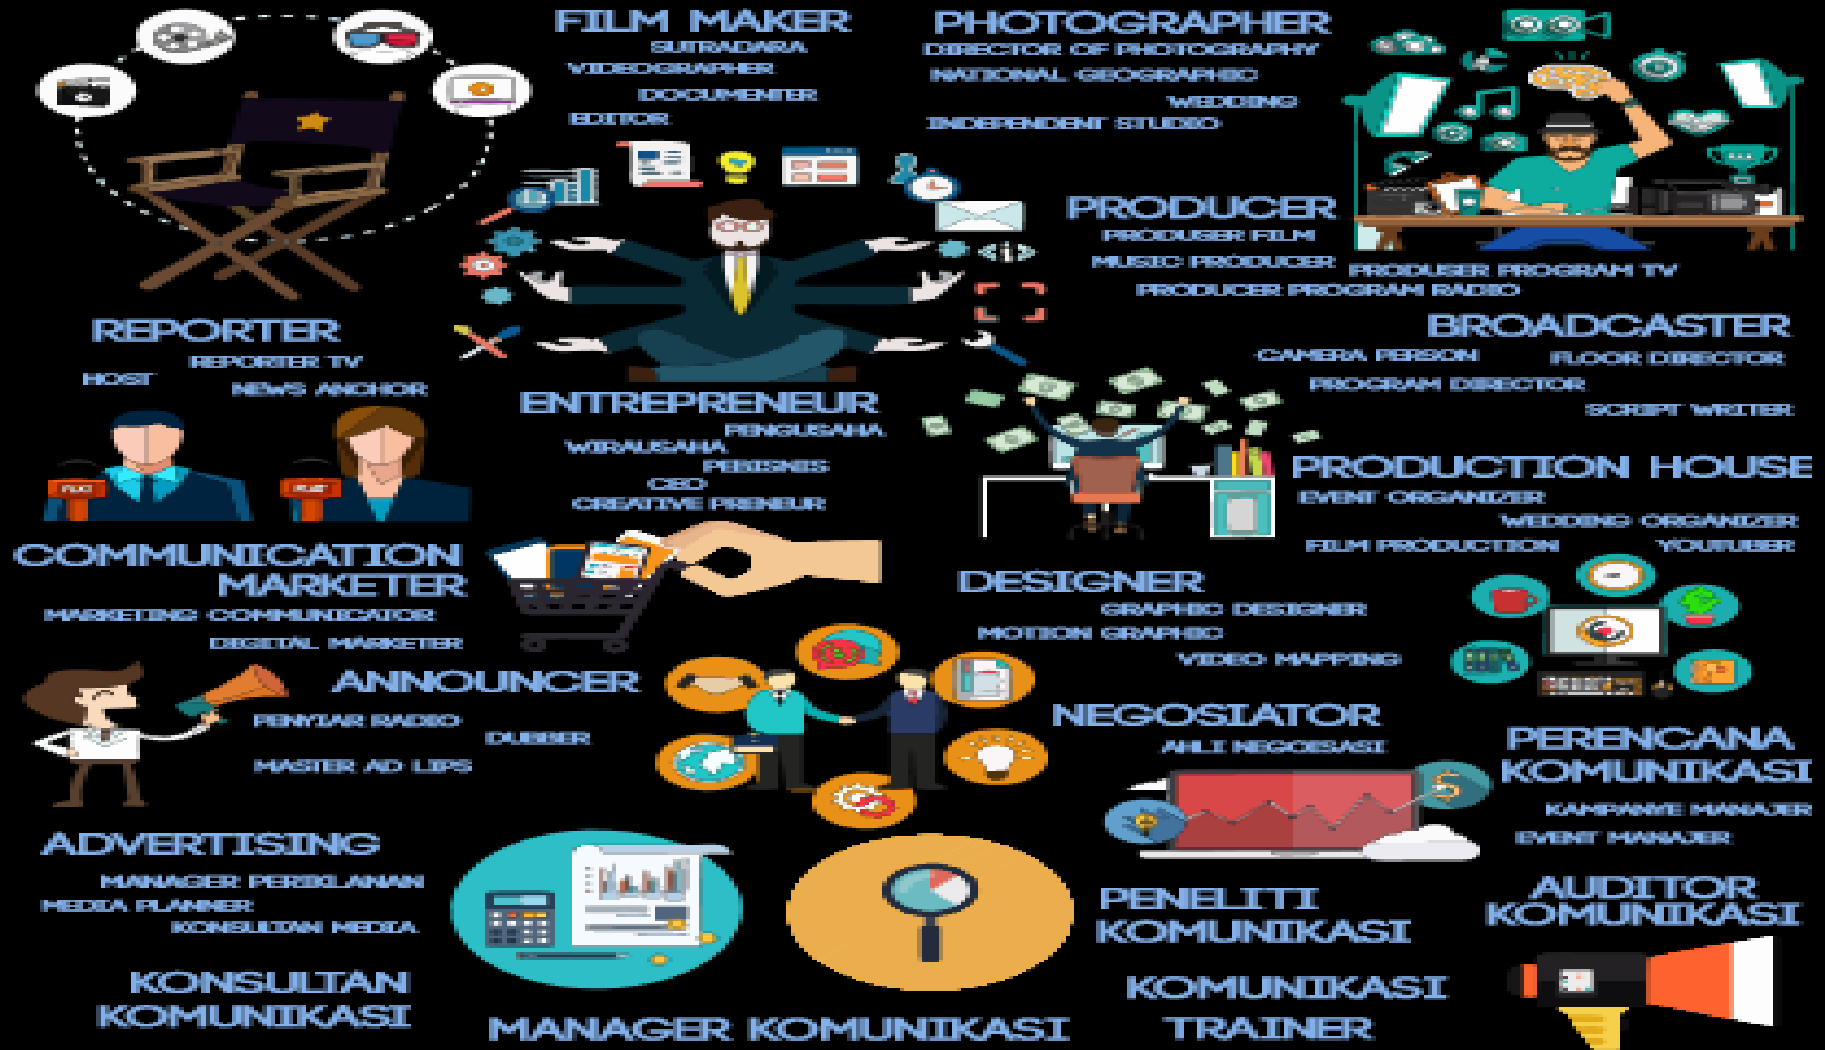 FILM MAKER
SUTRADARA
VIDEOGRAPHER
DOCUMENTER
EDITOR
PHOTOGRAPHER
DIRECTOR OF PHOTOGRAPHY
NATIONAL GEOGRAPHIC
WEDDING
INDEPENDENT STUDIO
PRODUCER
PRODUSER FILM
MUSIC PRODUCER
PRODUSER PROGRAM TV
PRODUCER PROGRAM RADIO
REPORTER
REPORTER TV
HOST
NEWS ANCHOR
BROADCASTER
CAMERA PERSON
FLOOR DIRECTOR
PROGRAM DIRECTOR
SCRIPT WRITER
ENTREPRENEUR
PENGUSAHA
WIRAUSAHA
PEBISNIS
CEO
CREATIVE PRENEUR
PRODUCTION HOUSE
EVENT ORGANIZER
WEDDING ORGANIZER
FILM PRODUCTION
YOUTUBER
COMMUNICATION
MARKETER
MARKETING COMMUNICATOR
DIGITAL MARKETER
DESIGNER
GRAPHIC DESIGNER
MOTION GRAPHIC
VIDEO MAPPING
ANNOUNCER
PENYIAR RADIO
DUBBER
MASTER AD LIPS
NEGOSIATOR
AHLI NEGOISASI
PERENCANA
KOMUNIKASI
KAMPANYE MANAJER
EVENT MANAJER
ADVERTISING
MANAGER PERIKLANAN
MEDIA PLANNER
KONSULTAN MEDIA
PENELITI
KOMUNIKASI
AUDITOR
KOMUNIKASI
KONSULTAN
KOMUNIKASI
MANAGER KOMUNIKASI
KOMUNIKASI
TRAINER